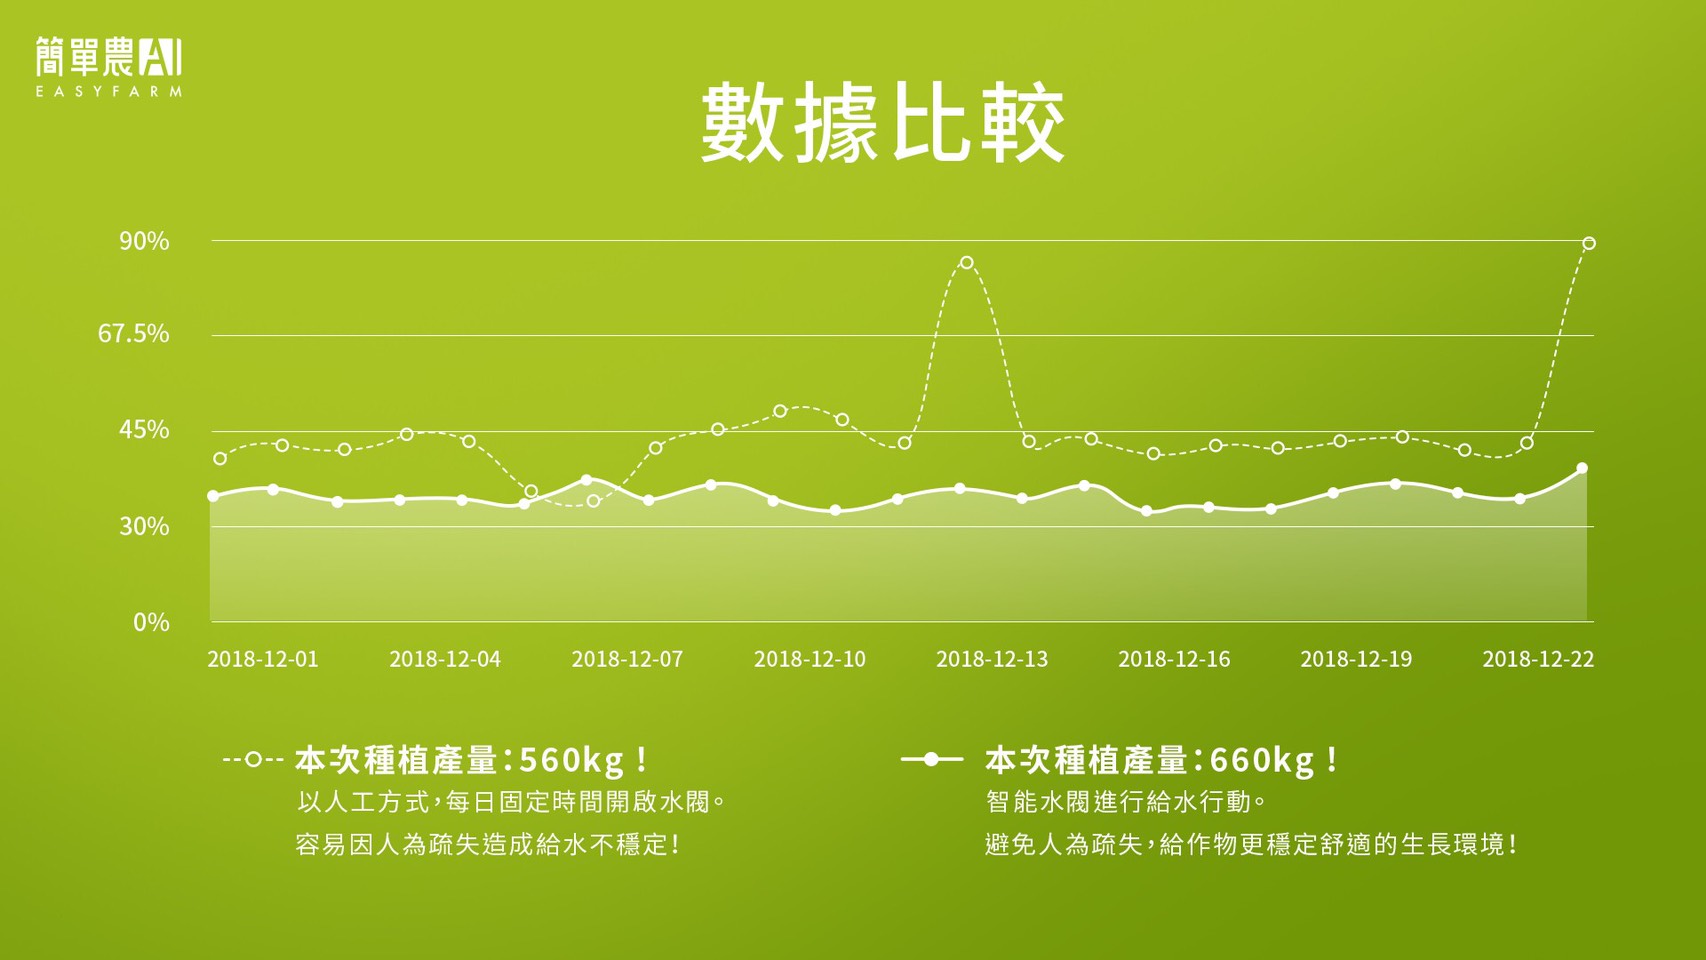 簡單農AI
EASYFARM
數據比較
90%
67.5%
45%
30%
0%
2018-12-01 2018-12-04 2018-12-07 2018-12-10 2018-12-13 2018-12-16 2018-12-19 2018-12-22
本次種植產量：560kg！
以人工方式，每日固定時間開啟水閥。
容易因人為疏失造成給水不穩定！
本次種植產量：660kg！
智能水閥進行給水行動。
避免人為疏失，給作物更穩定舒適的生長環境！